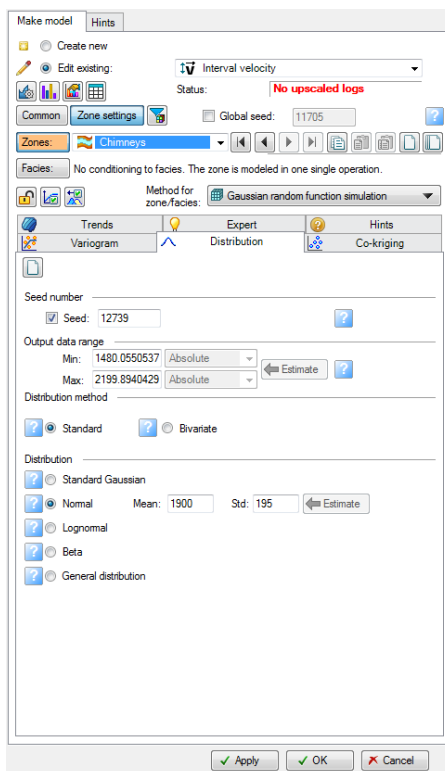 Make model Hints
Create new
Edit existing: Interval velocity
Status: No upscaled logs
Common Zone settings Global seed: 11705 ?
Zones: Chimneys
Facies: No conditioning to facies. The zone is modeled in one single operation.
Method for zone/facies: Gaussian random function simulation
Trends Expert ? Hints
Variogram Distribution Co-kriging
Seed number
Seed: 12739 ?
Output data range
Min: 1480.0550537 Absolute
Estimate ?
Max: 2199.8940429 Absolute
Distribution method
? Standard ? Bivariate
Distribution
? Standard Gaussian
? Normal Mean: 1900 Std: 195 Estimate
? Lognormal
? Beta
? General distribution
Apply OK Cancel